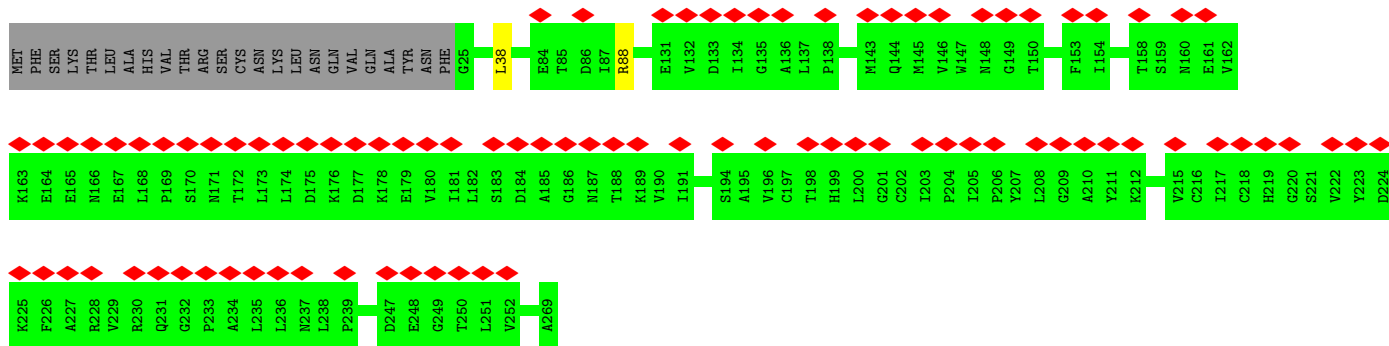 MET PHE SER LYS THR LEU ALA HIS VAL THR ARG SER CYS ASN LYS LEU ASN GLN VAL GLN ALA TYR ASN PHE G25 L38 E84 T85 D86 I87 R88 E131 V132 D133 I134 G135 A136 L137 P138 M143 Q144 M145 V146 W147 N148 G149 T150 F153 I154 T158 S159 N160 E161 V162
K163 E164 E165 N166 E167 L168 P169 S170 N171 T172 L173 L174 D175 K176 D177 K178 E179 V180 I181 L182 S183 D184 A185 G186 N187 T188 K189 V190 I191 S194 A195 V196 C197 T198 H199 L200 G201 C202 I203 P204 I205 P206 Y207 L208 G209 A210 Y211 K212 V215 C216 I217 C218 H219 G220 S221 V222 Y223 D224
K225 F226 A227 R228 V229 R230 Q231 G232 P233 A234 L235 L236 N237 L238 P239 D247 E248 G249 T250 L251 V252 A269